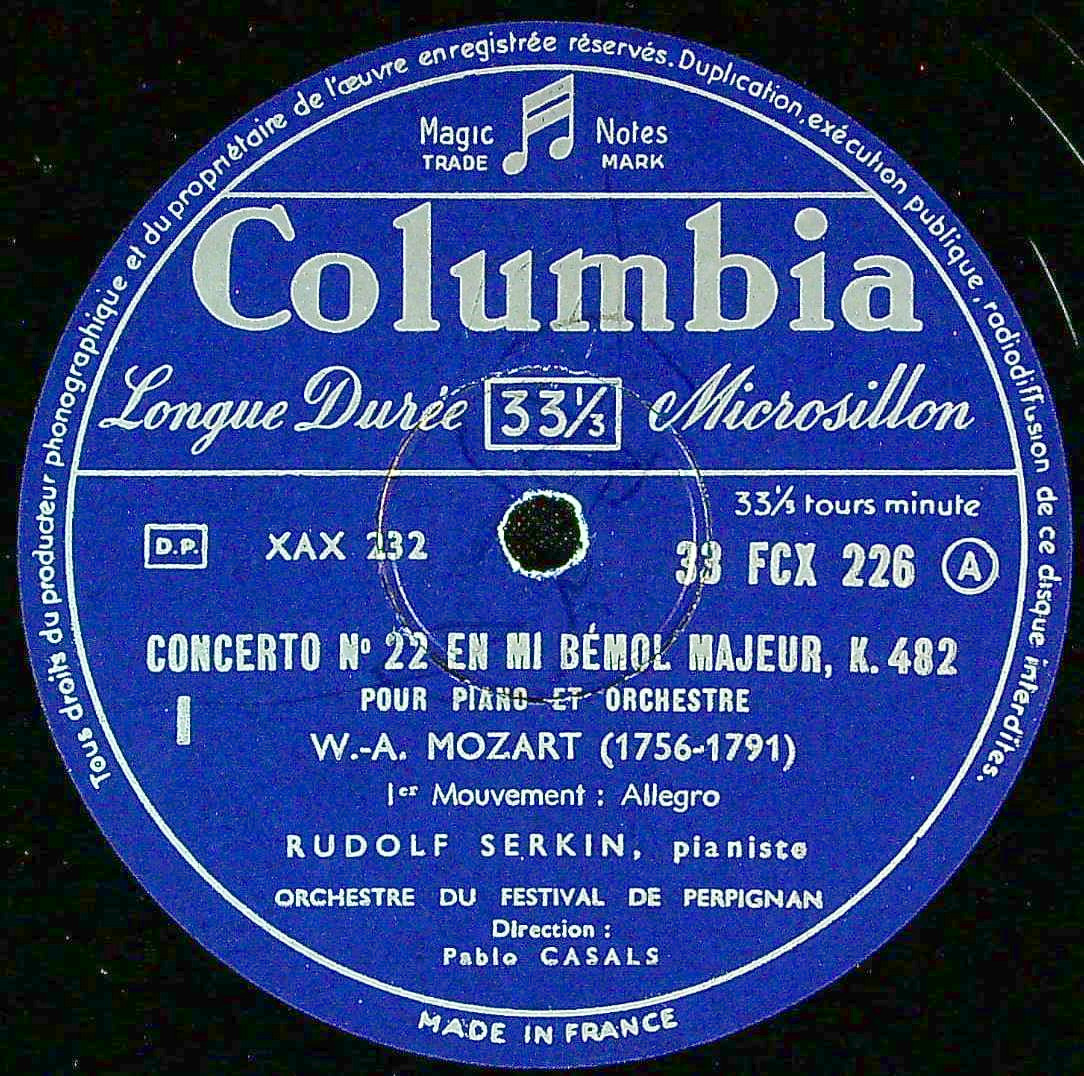 Tous droits du producteur phonographique et du propriétaire de l'œuvre enregistrée réservés. Duplication, exécution publique, radiodiffusion de ce disque interdites.
Magic Notes
TRADE MARK
Columbia
Longue Durée 33⅓ Microsillon
33⅓ tours minute
D.P. XAX 232 33 FCX 226 A
CONCERTO Nº 22 EN MI BÉMOL MAJEUR, K. 482
POUR PIANO ET ORCHESTRE
I
W.-A. MOZART (1756-1791)
Iᵉʳ Mouvement : Allegro
RUDOLF SERKIN, pianiste
ORCHESTRE DU FESTIVAL DE PERPIGNAN
Direction :
Pablo CASALS
MADE IN FRANCE